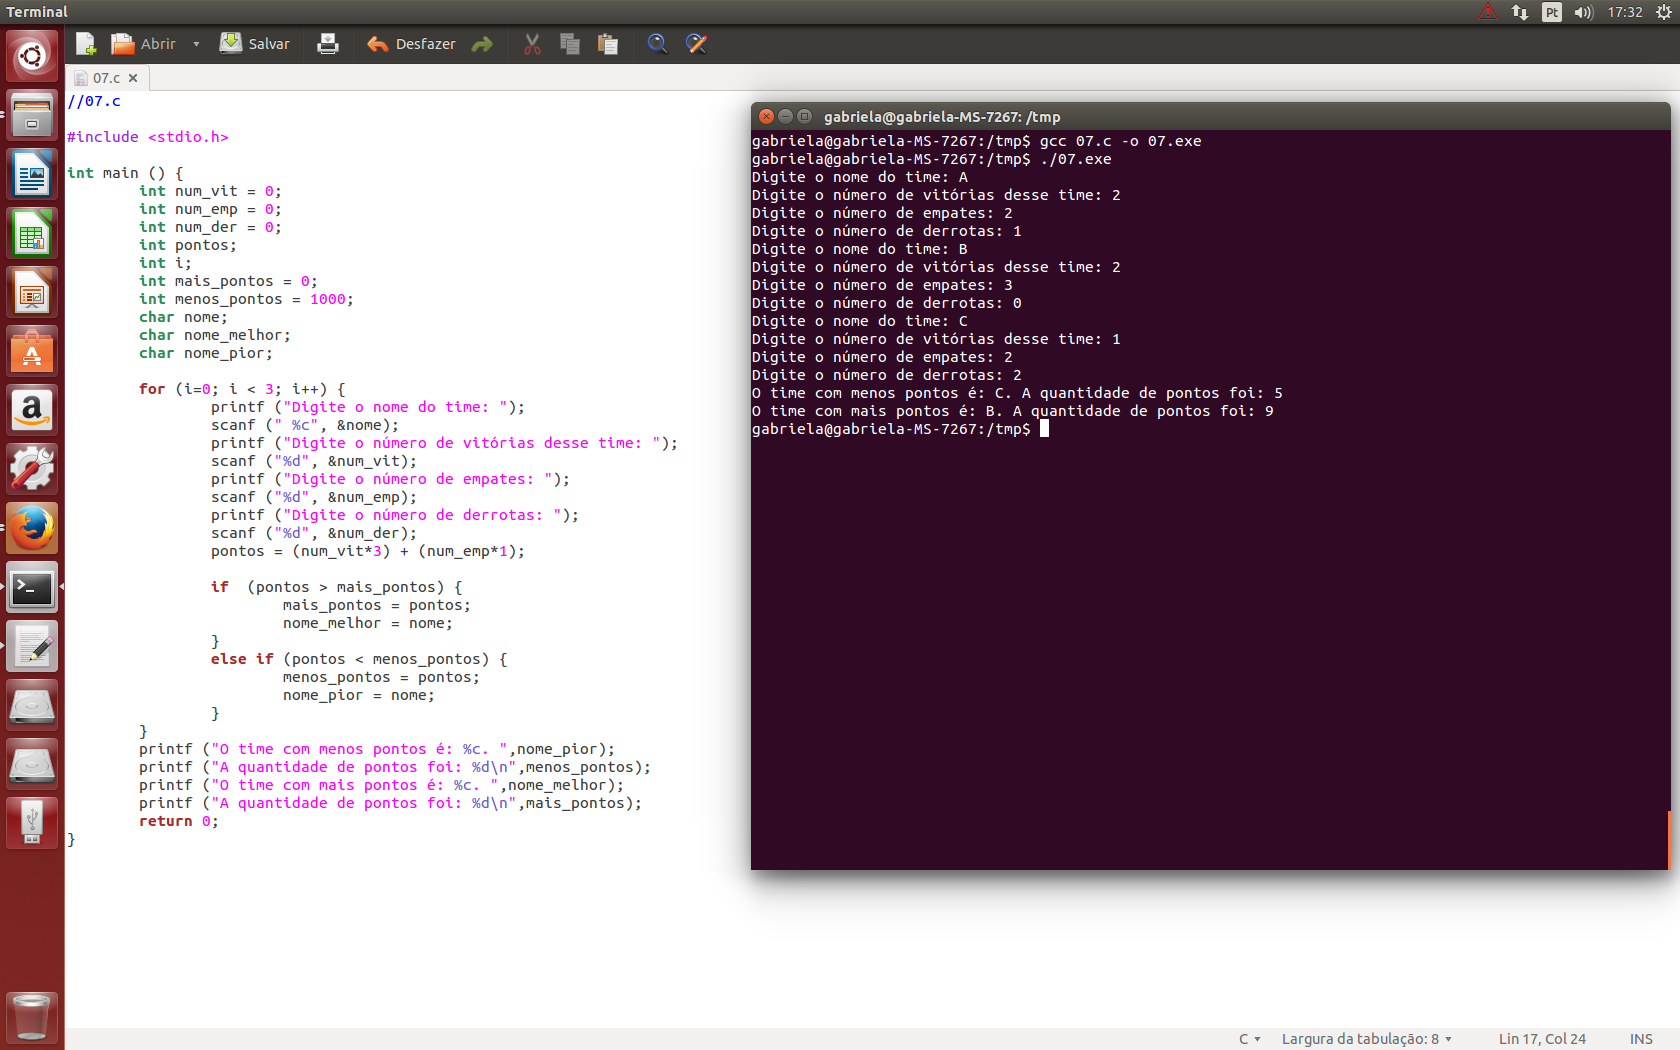 Terminal
Pt
17:32
Abrir
Salvar
Desfazer
07.c
//07.c
#include <stdio.h>
int main () {
int num_vit = 0;
int num_emp = 0;
int num_der = 0;
int pontos;
int i;
int mais_pontos = 0;
int menos_pontos = 1000;
char nome;
char nome_melhor;
char nome_pior;
for (i=0; i < 3; i++) {
printf ("Digite o nome do time: ");
scanf (" %c", &nome);
printf ("Digite o número de vitórias desse time: ");
scanf ("%d", &num_vit);
printf ("Digite o número de empates: ");
scanf ("%d", &num_emp);
printf ("Digite o número de derrotas: ");
scanf ("%d", &num_der);
pontos = (num_vit*3) + (num_emp*1);
if  (pontos > mais_pontos) {
mais_pontos = pontos;
nome_melhor = nome;
}
else if (pontos < menos_pontos) {
menos_pontos = pontos;
nome_pior = nome;
}
}
printf ("O time com menos pontos é: %c. ",nome_pior);
printf ("A quantidade de pontos foi: %d\n",menos_pontos);
printf ("O time com mais pontos é: %c. ",nome_melhor);
printf ("A quantidade de pontos foi: %d\n",mais_pontos);
return 0;
}
gabriela@gabriela-MS-7267: /tmp
gabriela@gabriela-MS-7267:/tmp$ gcc 07.c -o 07.exe
gabriela@gabriela-MS-7267:/tmp$ ./07.exe
Digite o nome do time: A
Digite o número de vitórias desse time: 2
Digite o número de empates: 2
Digite o número de derrotas: 1
Digite o nome do time: B
Digite o número de vitórias desse time: 2
Digite o número de empates: 3
Digite o número de derrotas: 0
Digite o nome do time: C
Digite o número de vitórias desse time: 1
Digite o número de empates: 2
Digite o número de derrotas: 2
O time com menos pontos é: C. A quantidade de pontos foi: 5
O time com mais pontos é: B. A quantidade de pontos foi: 9
gabriela@gabriela-MS-7267:/tmp$
C
Largura da tabulação: 8
Lin 17, Col 24
INS